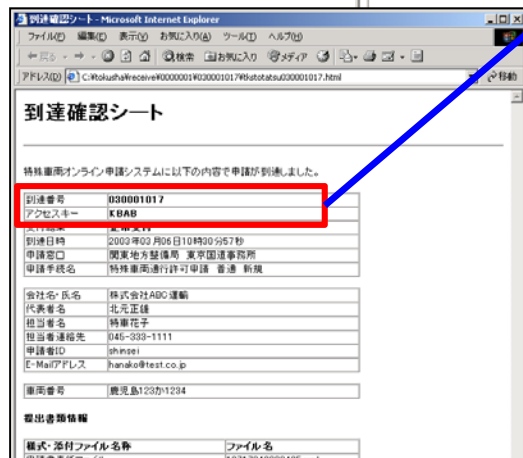 到達確認シート - Microsoft Internet Explorer
ファイル(F) 編集(E) 表示(V) お気に入り(A) ツール(T) ヘルプ(H)
戻る 検索 お気に入り メディア
アドレス(D) C:¥tokusha¥receive¥0000001¥030001017¥tkstotatsu030001017.html 移動
到達確認シート
特殊車両オンライン申請システムに以下の内容で申請が到達しました。
到達番号 030001017
アクセスキー KBAB
到達日時 2003年03月06日10時30分57秒
申請窓口 関東地方整備局 東京国道事務所
申請手続名 特殊車両通行許可申請 普通 新規
会社名・氏名 株式会社ABC運輸
代表者名 北元正雄
担当者名 特車花子
担当者連絡先 045-333-1111
申請者ID shinsei
E-Mailアドレス hanako@test.co.jp
車両番号 鹿児島123か1234
提出書類情報
様式・添付ファイル名称 ファイル名